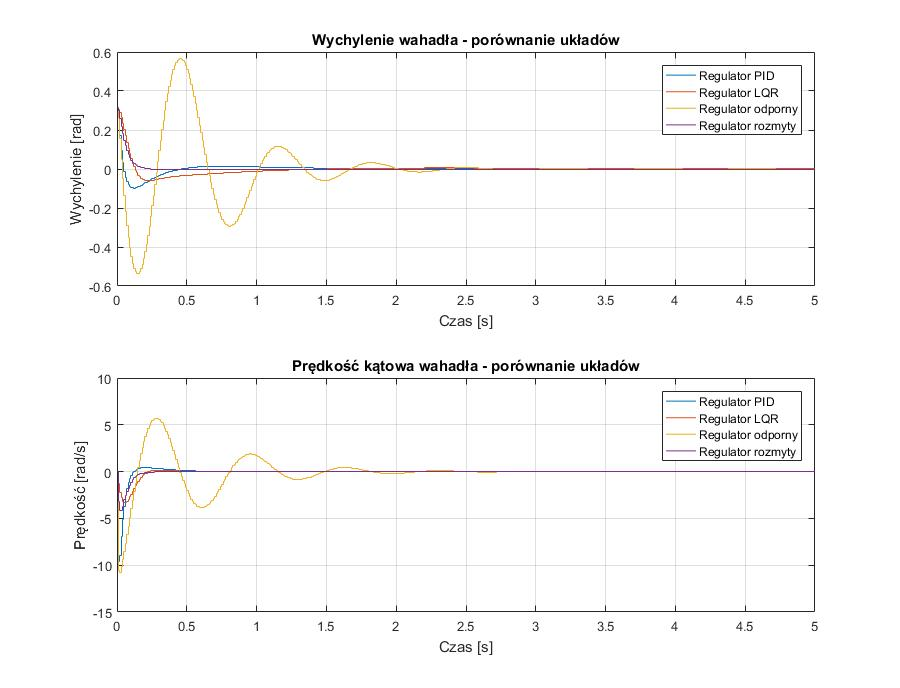 Wychylenie wahadła - porównanie układów
Wychylenie [rad]
0.6
0.4
0.2
0
-0.2
-0.4
-0.6
Regulator PID
Regulator LQR
Regulator odporny
Regulator rozmyty
0 0.5 1 1.5 2 2.5 3 3.5 4 4.5 5
Czas [s]
Prędkość kątowa wahadła - porównanie układów
Prędkość [rad/s]
10
5
0
-5
-10
-15
Regulator PID
Regulator LQR
Regulator odporny
Regulator rozmyty
0 0.5 1 1.5 2 2.5 3 3.5 4 4.5 5
Czas [s]